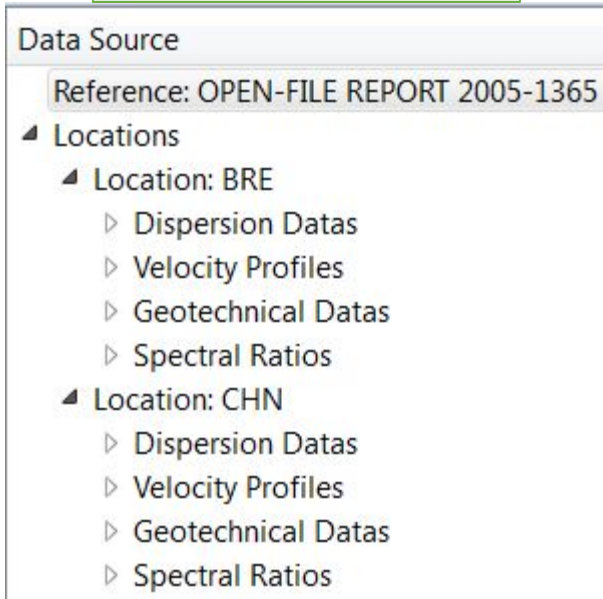 Data Source
Reference: OPEN-FILE REPORT 2005-1365
Locations
Location: BRE
Dispersion Datas
Velocity Profiles
Geotechnical Datas
Spectral Ratios
Location: CHN
Dispersion Datas
Velocity Profiles
Geotechnical Datas
Spectral Ratios